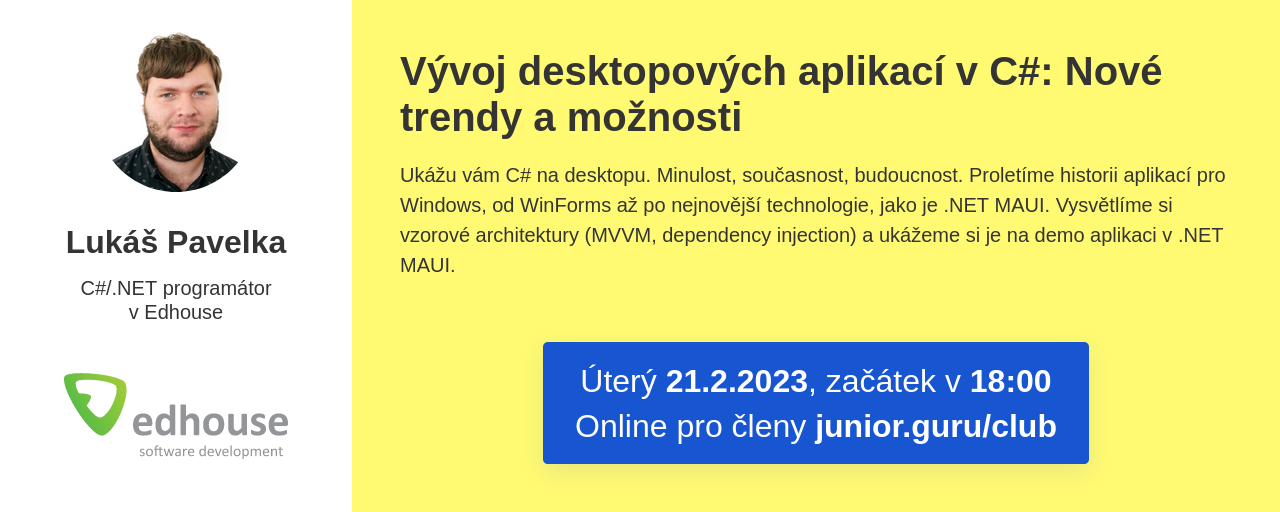 Lukáš Pavelka
C#/.NET programátor
v Edhouse
edhouse
software development
Vývoj desktopových aplikací v C#: Nové
trendy a možnosti
Ukážu vám C# na desktopu. Minulost, současnost, budoucnost. Proletíme historii aplikací pro
Windows, od WinForms až po nejnovější technologie, jako je .NET MAUI. Vysvětlíme si
vzorové architektury (MVVM, dependency injection) a ukážeme si je na demo aplikaci v .NET
MAUI.
Úterý 21.2.2023, začátek v 18:00
Online pro členy junior.guru/club